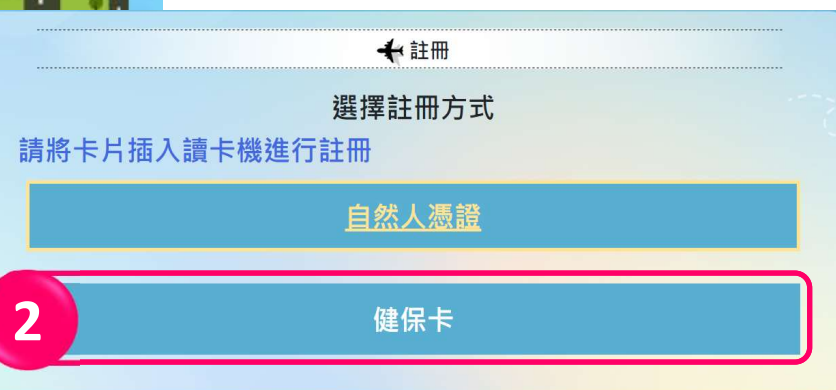 註冊
選擇註冊方式
請將卡片插入讀卡機進行註冊
自然人憑證
2
健保卡